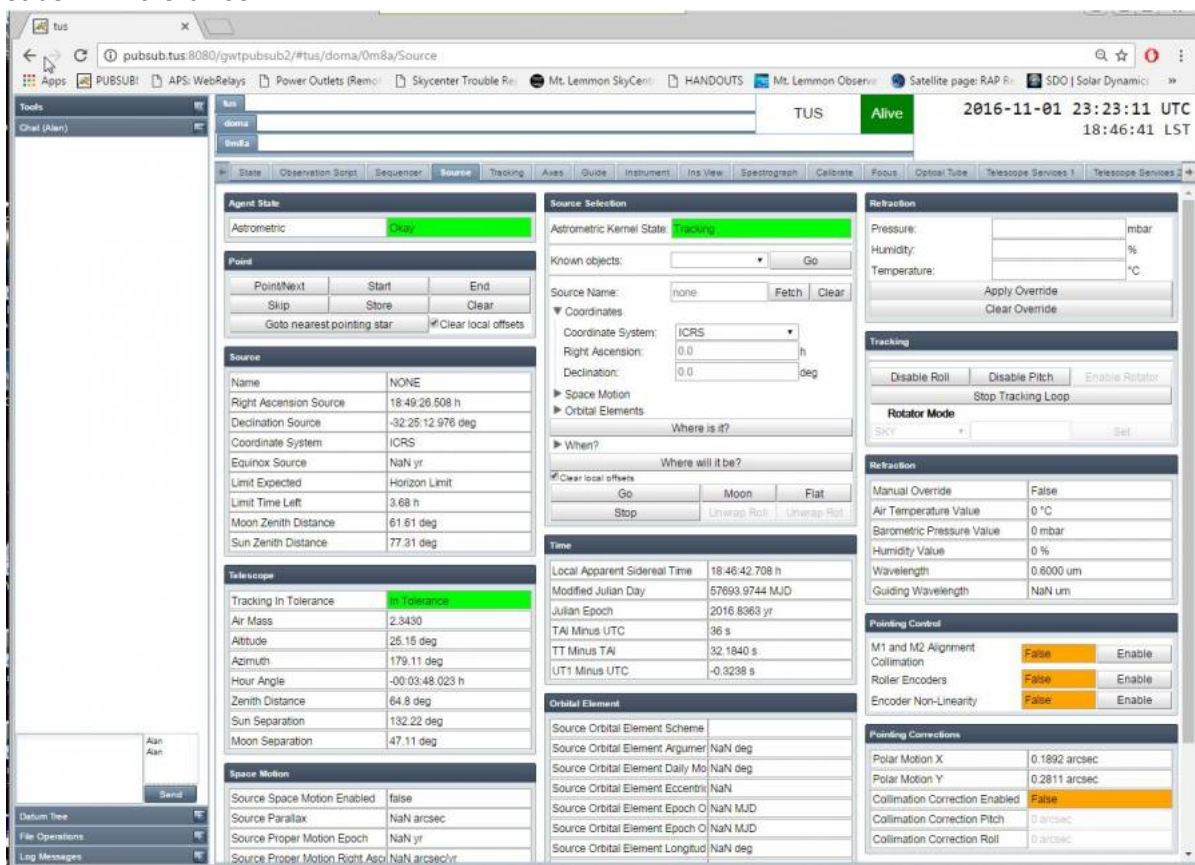 tus
pubsub.tus:8080/gwtpubsub2/#tus/doma/0m8a/Source
Apps PUBSUB! APS: WebRelays Power Outlets (Remo Skycenter Trouble Re Mt. Lemmon SkyCent HANDOUTS Mt. Lemmon Observ Satellite page: RAP R SDO | Solar Dynamic »
Tools
Chat (Alan)
tus
doma
0m8a
TUS Alive 2016-11-01 23:23:11 UTC
18:46:41 LST
State Observation Script Sequencer Source Tracking Axes Guide Instrument Ins View Spectrograph Calibrate Focus Optical Tube Telescope Services 1 Telescope Services 2
Agent State
Astrometric Okay
Point
Point/Next Start End
Skip Store Clear
Goto nearest pointing star Clear local offsets
Source
Name NONE
Right Ascension Source 18:49:26.508 h
Declination Source -32:25:12.976 deg
Coordinate System ICRS
Equinox Source NaN yr
Limit Expected Horizon Limit
Limit Time Left 3.68 h
Moon Zenith Distance 61.61 deg
Sun Zenith Distance 77.31 deg
Telescope
Tracking In Tolerance In Tolerance
Air Mass 2.3430
Altitude 25.15 deg
Azimuth 179.11 deg
Hour Angle -00:03:48.023 h
Zenith Distance 64.8 deg
Sun Separation 132.22 deg
Moon Separation 47.11 deg
Space Motion
Source Space Motion Enabled false
Source Parallax NaN arcsec
Source Proper Motion Epoch NaN yr
Source Proper Motion Right Asc NaN arcsec/yr
Source Selection
Astrometric Kernel State: Tracking
Known objects: Go
Source Name: none Fetch Clear
Coordinates
Coordinate System: ICRS
Right Ascension: 0.0 h
Declination: 0.0 deg
Space Motion
Orbital Elements
Where is it?
When?
Where will it be?
Clear local offsets
Go Moon Flat
Stop Unwrap Roll Unwrap Rot
Time
Local Apparent Sidereal Time 18:46:42.708 h
Modified Julian Day 57693.9744 MJD
Julian Epoch 2016.8363 yr
TAI Minus UTC 36 s
TT Minus TAI 32.1840 s
UT1 Minus UTC -0.3238 s
Orbital Element
Source Orbital Element Scheme
Source Orbital Element Argumer NaN deg
Source Orbital Element Daily Mo NaN deg
Source Orbital Element Eccentric NaN
Source Orbital Element Epoch O NaN MJD
Source Orbital Element Epoch O NaN MJD
Source Orbital Element Longitud NaN deg
Refraction
Pressure: mbar
Humidity: %
Temperature: °C
Apply Override
Clear Override
Tracking
Disable Roll Disable Pitch Enable Rotator
Stop Tracking Loop
Rotator Mode
SKY Set
Refraction
Manual Override False
Air Temperature Value 0 °C
Barometric Pressure Value 0 mbar
Humidity Value 0 %
Wavelength 0.6000 um
Guiding Wavelength NaN um
Pointing Control
M1 and M2 Alignment
Collimation False Enable
Roller Encoders False Enable
Encoder Non-Linearity False Enable
Pointing Corrections
Polar Motion X 0.1892 arcsec
Polar Motion Y 0.2811 arcsec
Collimation Correction Enabled False
Collimation Correction Pitch 0 arcsec
Collimation Correction Roll 0 arcsec
Alan
Alan
Send
Datum Tree
File Operations
Log Messages